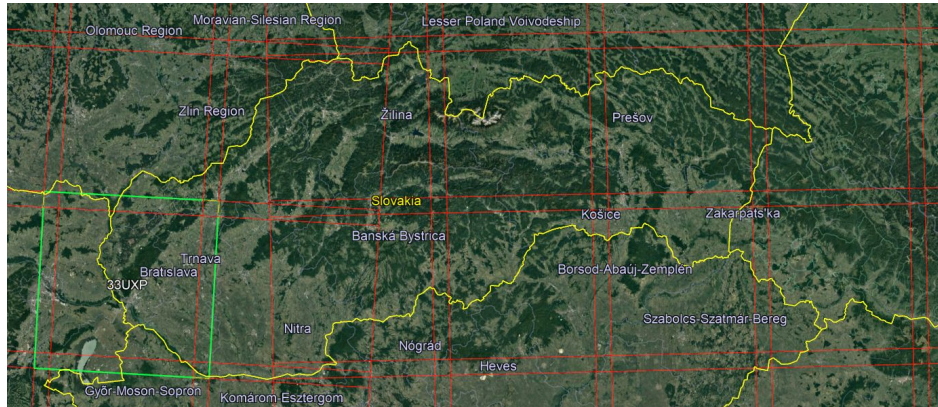 Moravian-Silesian Region
Lesser Poland Voivodeship
Olomouc Region
Zlín Region
Žilina
Prešov
Slovakia
Košice
Zakarpats'ka
Banská Bystrica
Trnava
Bratislava
33UXP
Borsod-Abaúj-Zemplén
Nitra
Szabolcs-Szatmár-Bereg
Nógrád
Heves
Győr-Moson-Sopron
Komárom-Esztergom